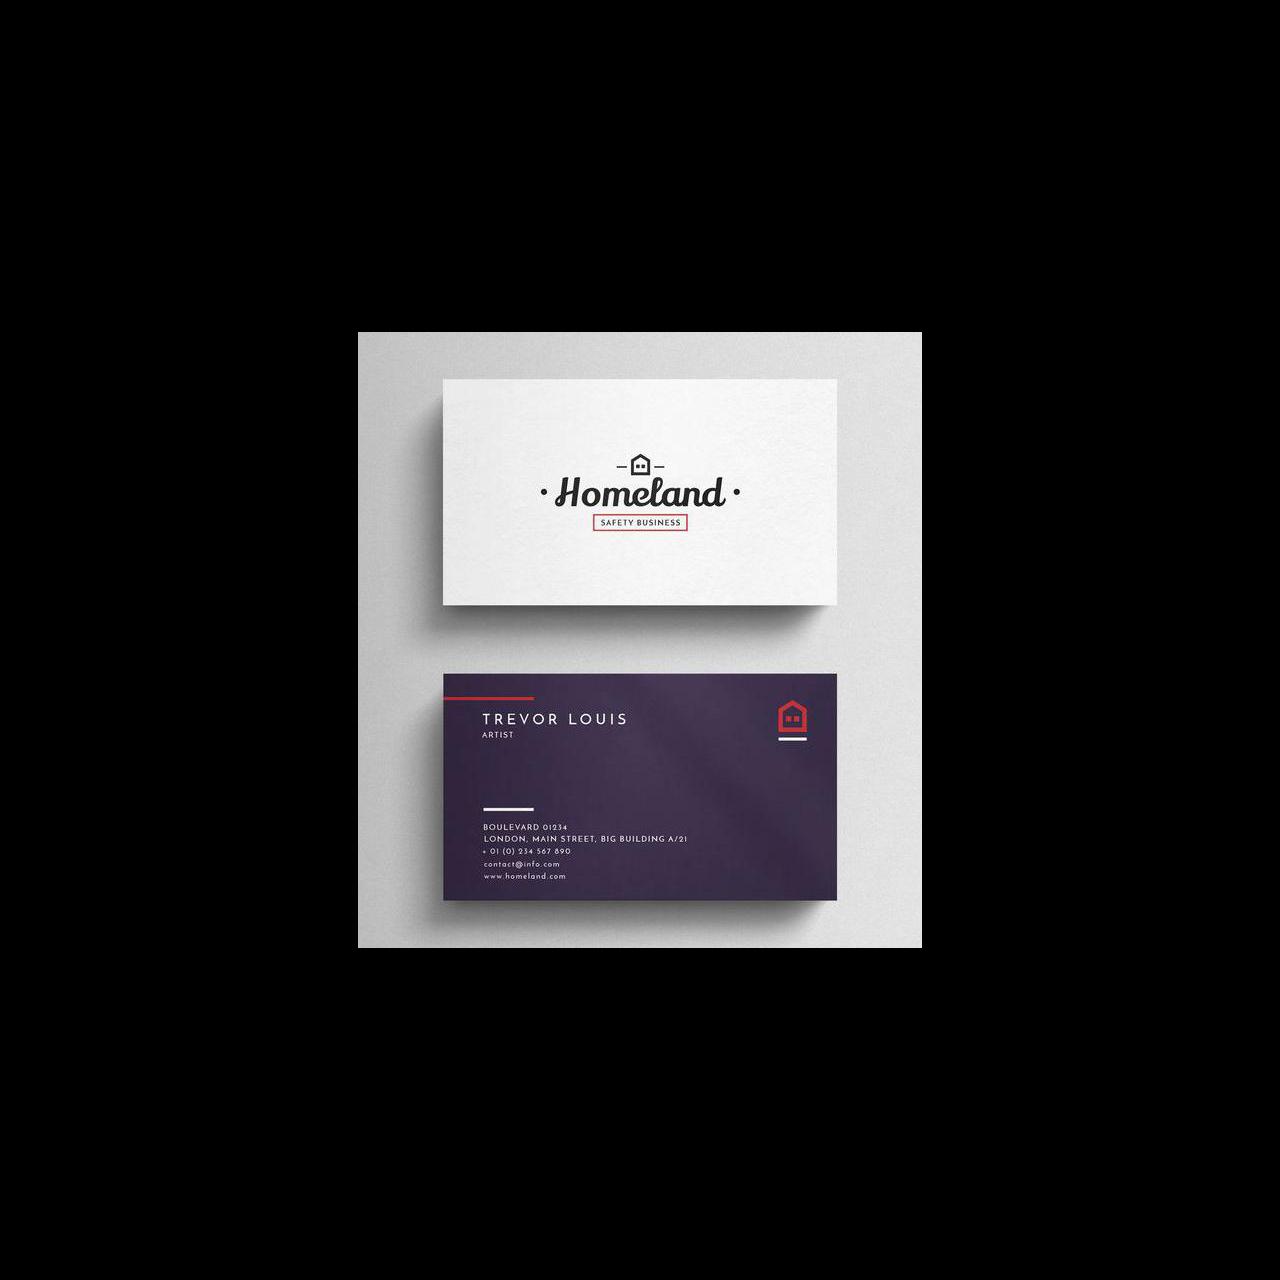 Homeland
SAFETY BUSINESS
TREVOR LOUIS
ARTIST
BOULEVARD 01234
LONDON, MAIN STREET, BIG BUILDING A/21
+ 01 (0) 234 567 890
contact@info.com
www.homeland.com